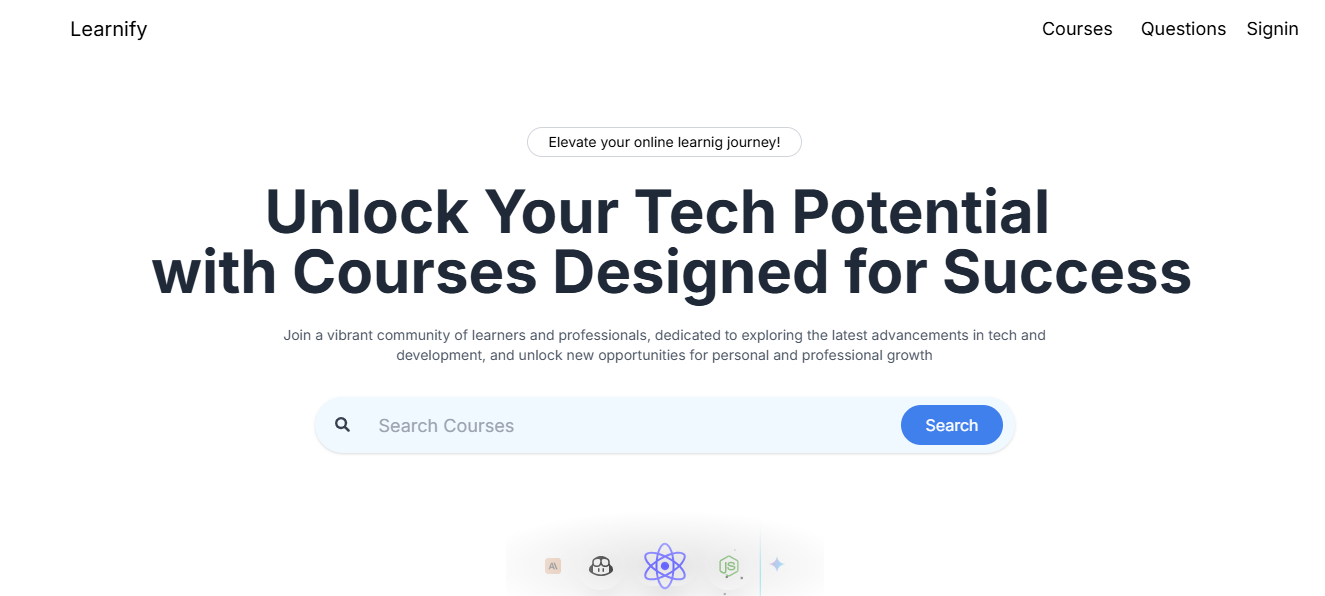 Learnify
Courses Questions Signin
Elevate your online learnig journey!
Unlock Your Tech Potential
with Courses Designed for Success
Join a vibrant community of learners and professionals, dedicated to exploring the latest advancements in tech and
development, and unlock new opportunities for personal and professional growth
Search Courses
Search
A\
JS